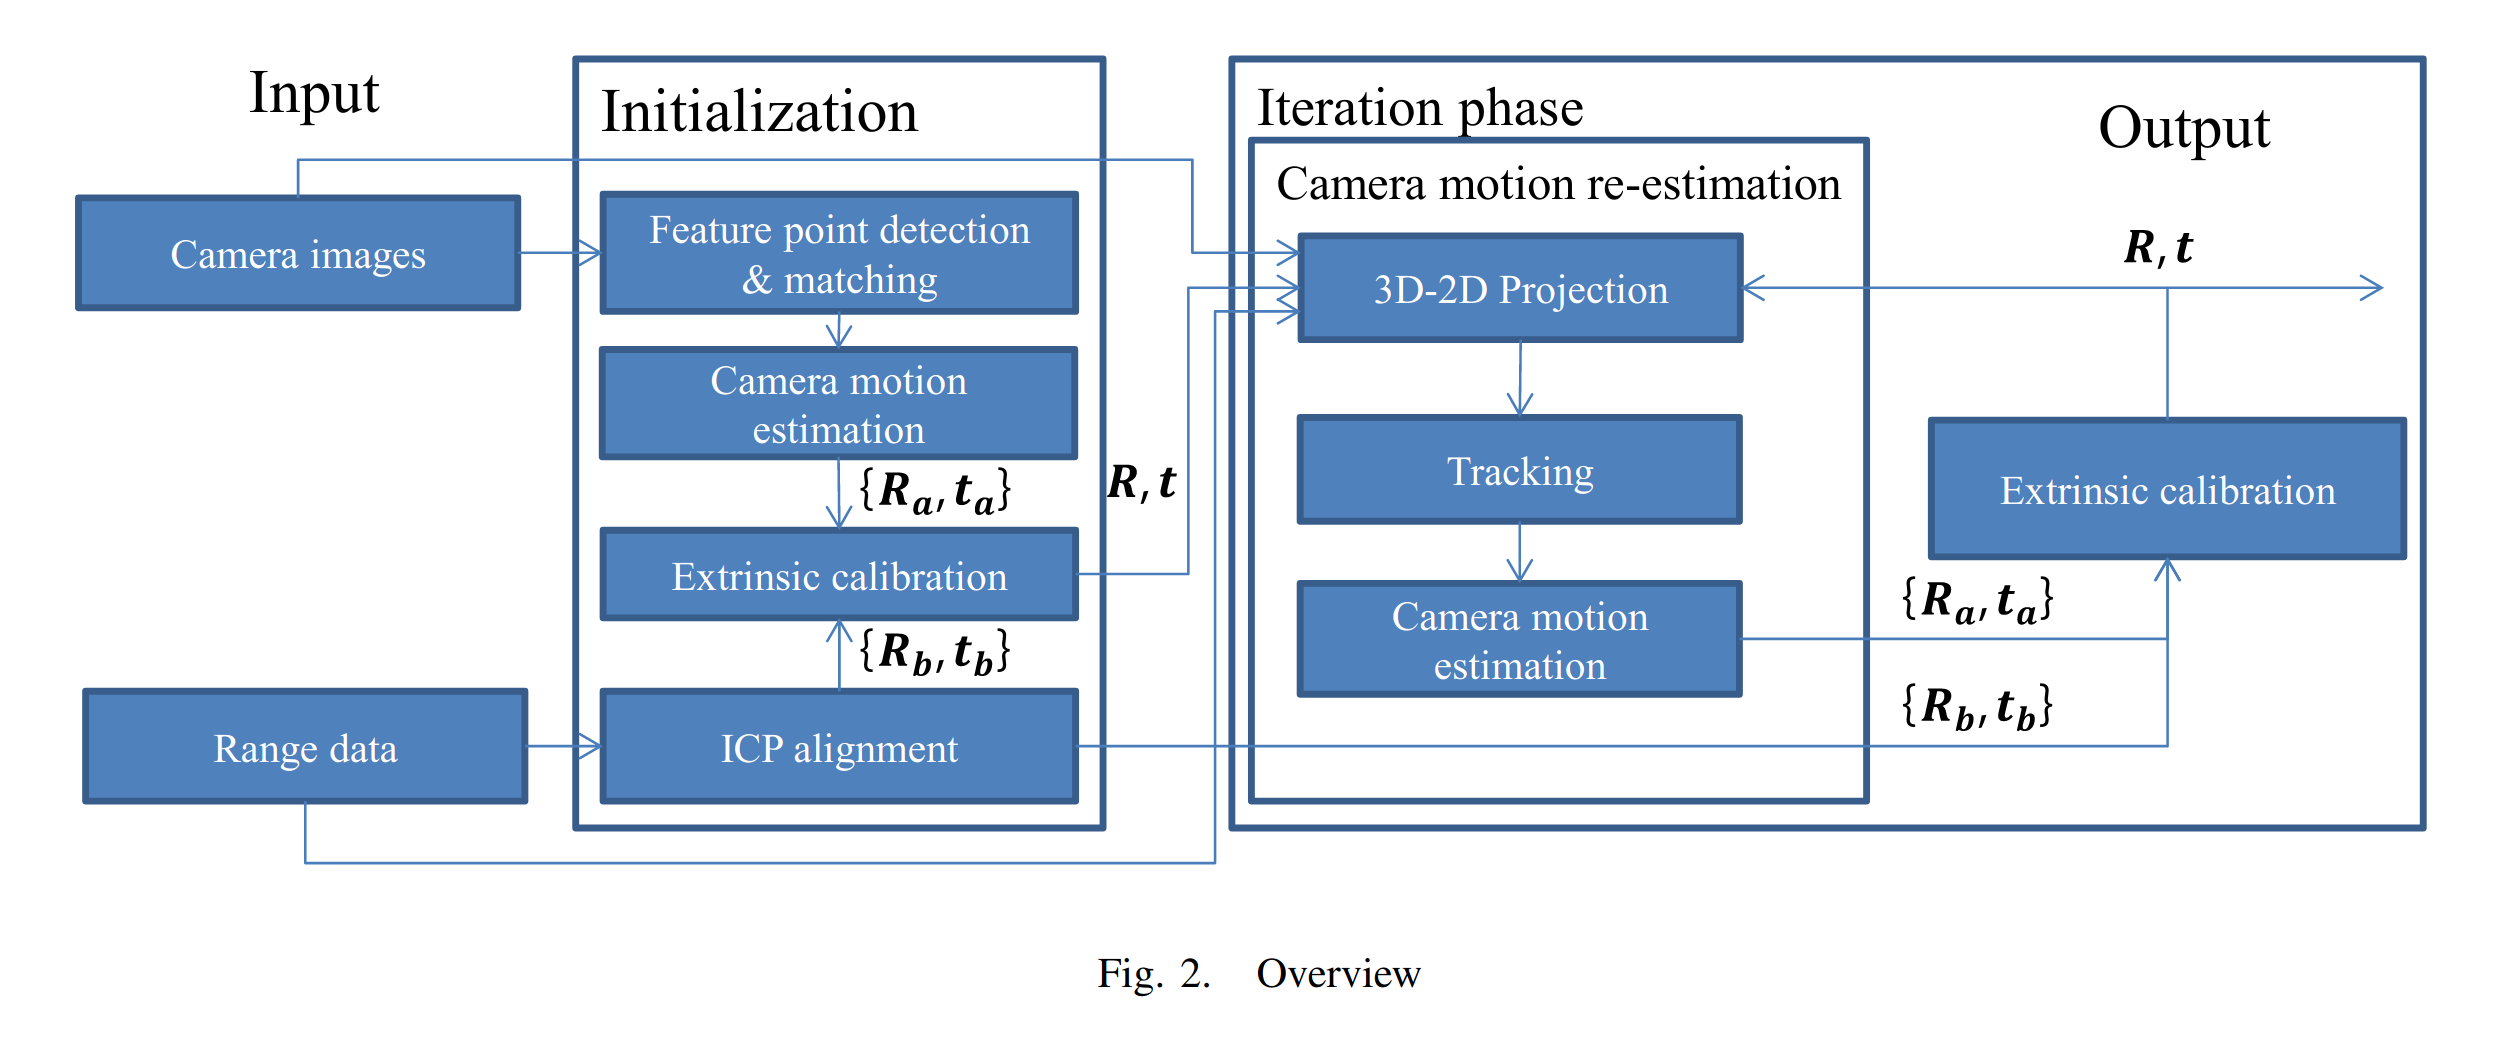 Input
Camera images
Range data
Initialization
Feature point detection
& matching
Camera motion
estimation
{R_a, t_a}
Extrinsic calibration
{R_b, t_b}
ICP alignment
R, t
Iteration phase
Camera motion re-estimation
3D-2D Projection
Tracking
Camera motion
estimation
Output
R, t
Extrinsic calibration
{R_a, t_a}
{R_b, t_b}
Fig. 2. Overview